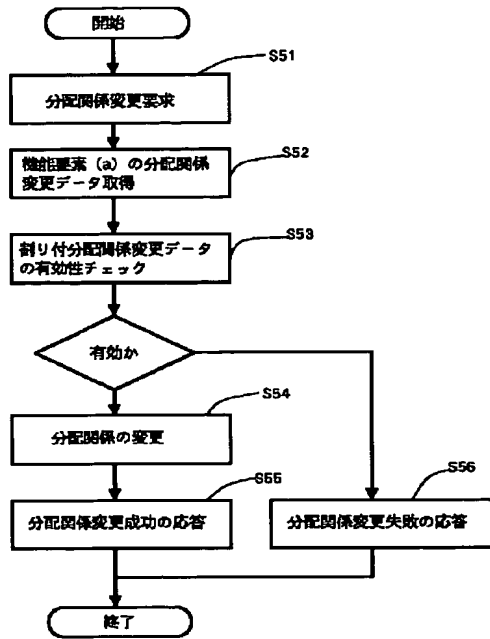 開始
S51
分配関係変更要求
S52
機能要素(a)の分配関係
変更データ取得
S53
割り付分配関係変更データ
の有効性チェック
有効か
S54
分配関係の変更
S55
分配関係変更成功の応答
S56
分配関係変更失敗の応答
終了